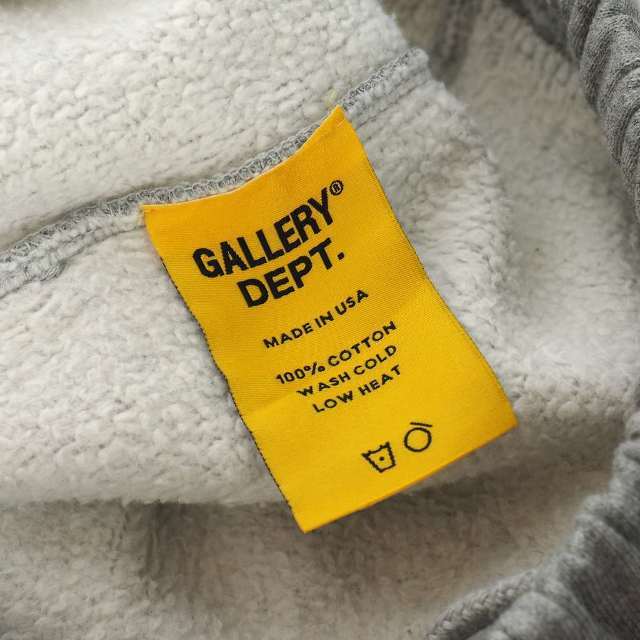 GALLERY®
DEPT.
MADE IN USA
100% COTTON
WASH COLD
LOW HEAT